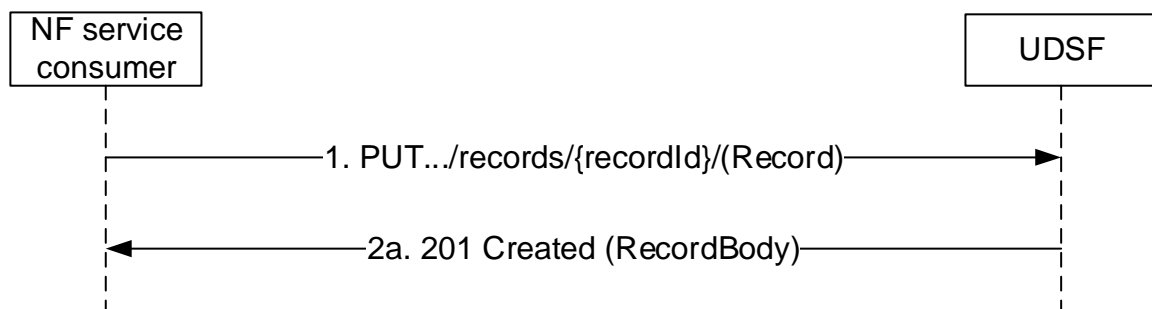 NF service
consumer
UDSF
1. PUT.../records/{recordId}/(Record)
2a. 201 Created (RecordBody)